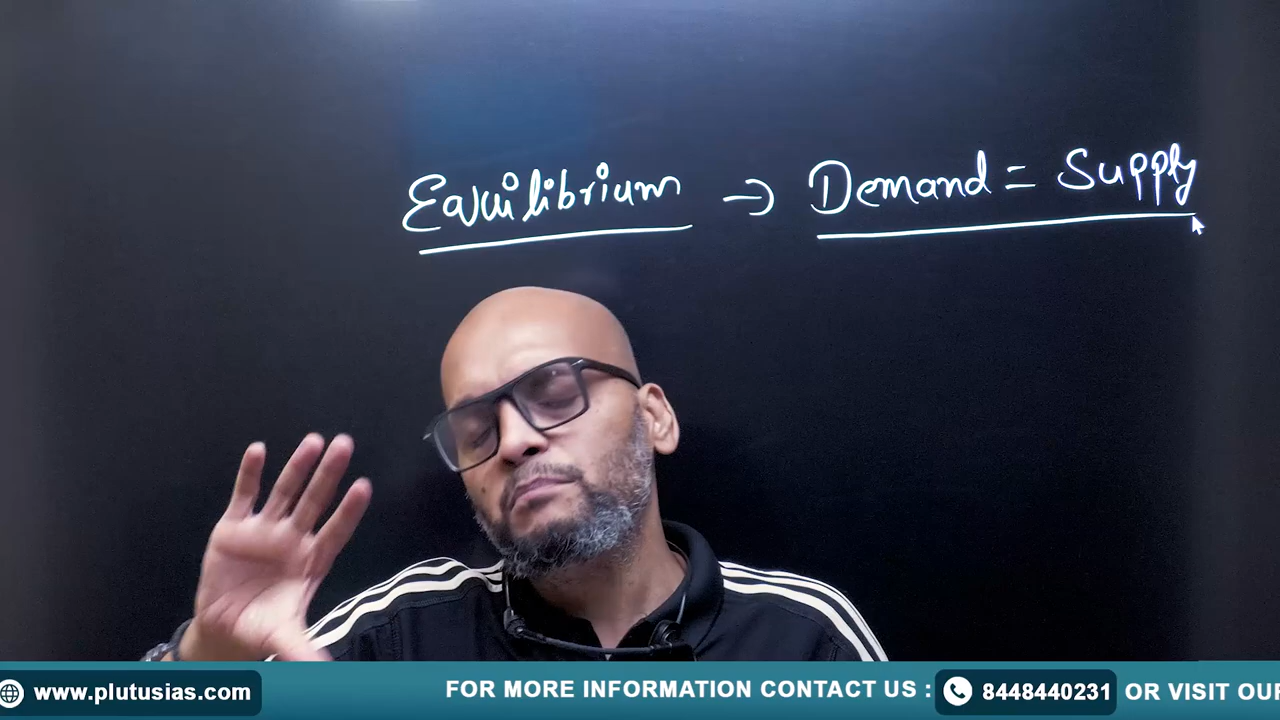 Equilibrium → Demand = Supply
www.plutusias.com FOR MORE INFORMATION CONTACT US : 8448440231 OR VISIT OUR